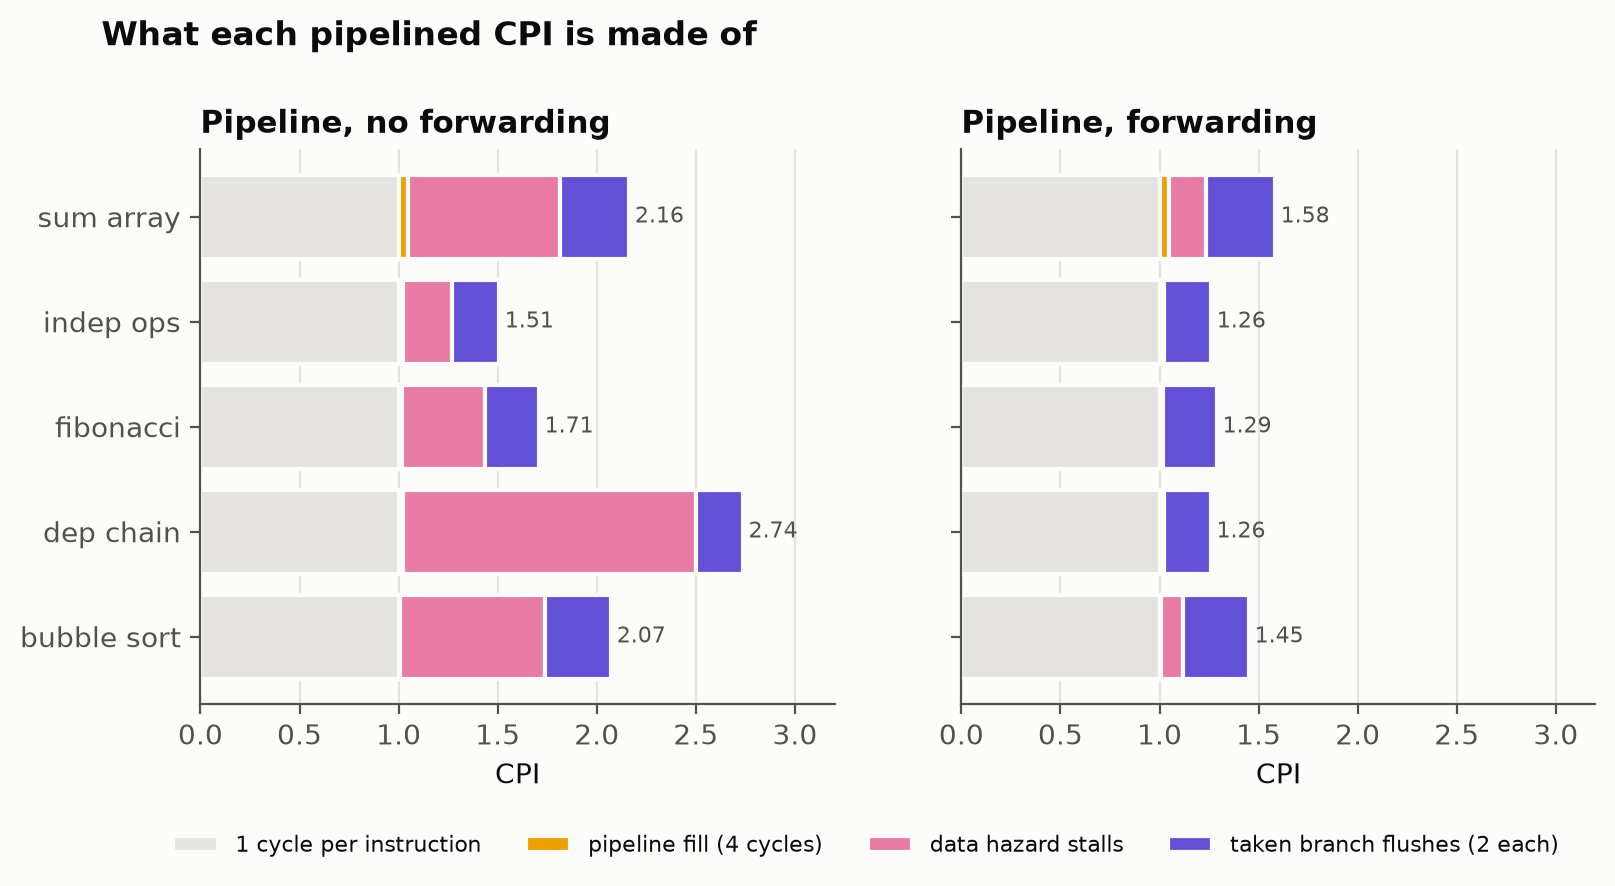 What each pipelined CPI is made of
Pipeline, no forwarding
sum array
2.16
indep ops
1.51
fibonacci
1.71
dep chain
2.74
bubble sort
2.07
0.0 0.5 1.0 1.5 2.0 2.5 3.0
CPI
Pipeline, forwarding
1.58
1.26
1.29
1.26
1.45
0.0 0.5 1.0 1.5 2.0 2.5 3.0
CPI
1 cycle per instruction pipeline fill (4 cycles) data hazard stalls taken branch flushes (2 each)